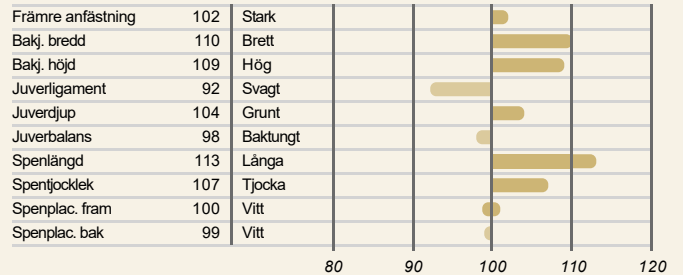 Främre anfästning 102 Stark
Bakj. bredd 110 Brett
Bakj. höjd 109 Hög
Juverligament 92 Svagt
Juverdjup 104 Grunt
Juverbalans 98 Baktungt
Spenlängd 113 Långa
Spentjocklek 107 Tjocka
Spenplac. fram 100 Vitt
Spenplac. bak 99 Vitt
80 90 100 110 120